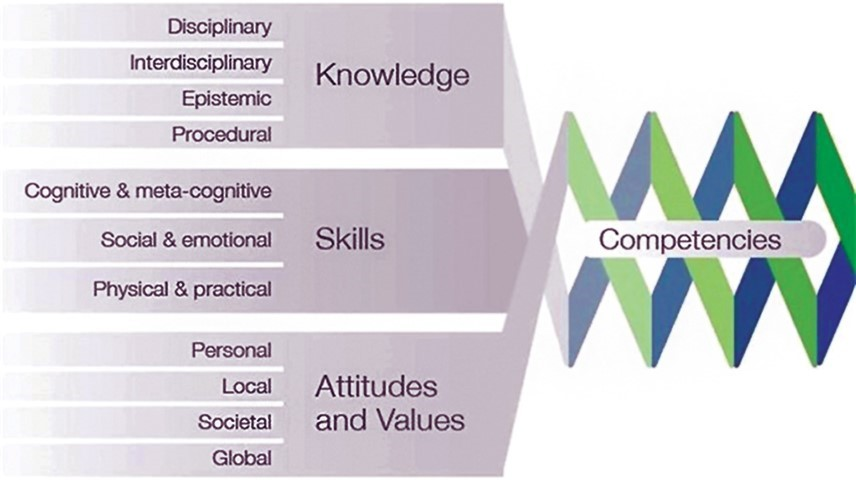 Disciplinary
Interdisciplinary
Epistemic
Procedural
Knowledge
Cognitive & meta-cognitive
Social & emotional
Physical & practical
Skills
Personal
Local
Societal
Global
Attitudes
and Values
Competencies